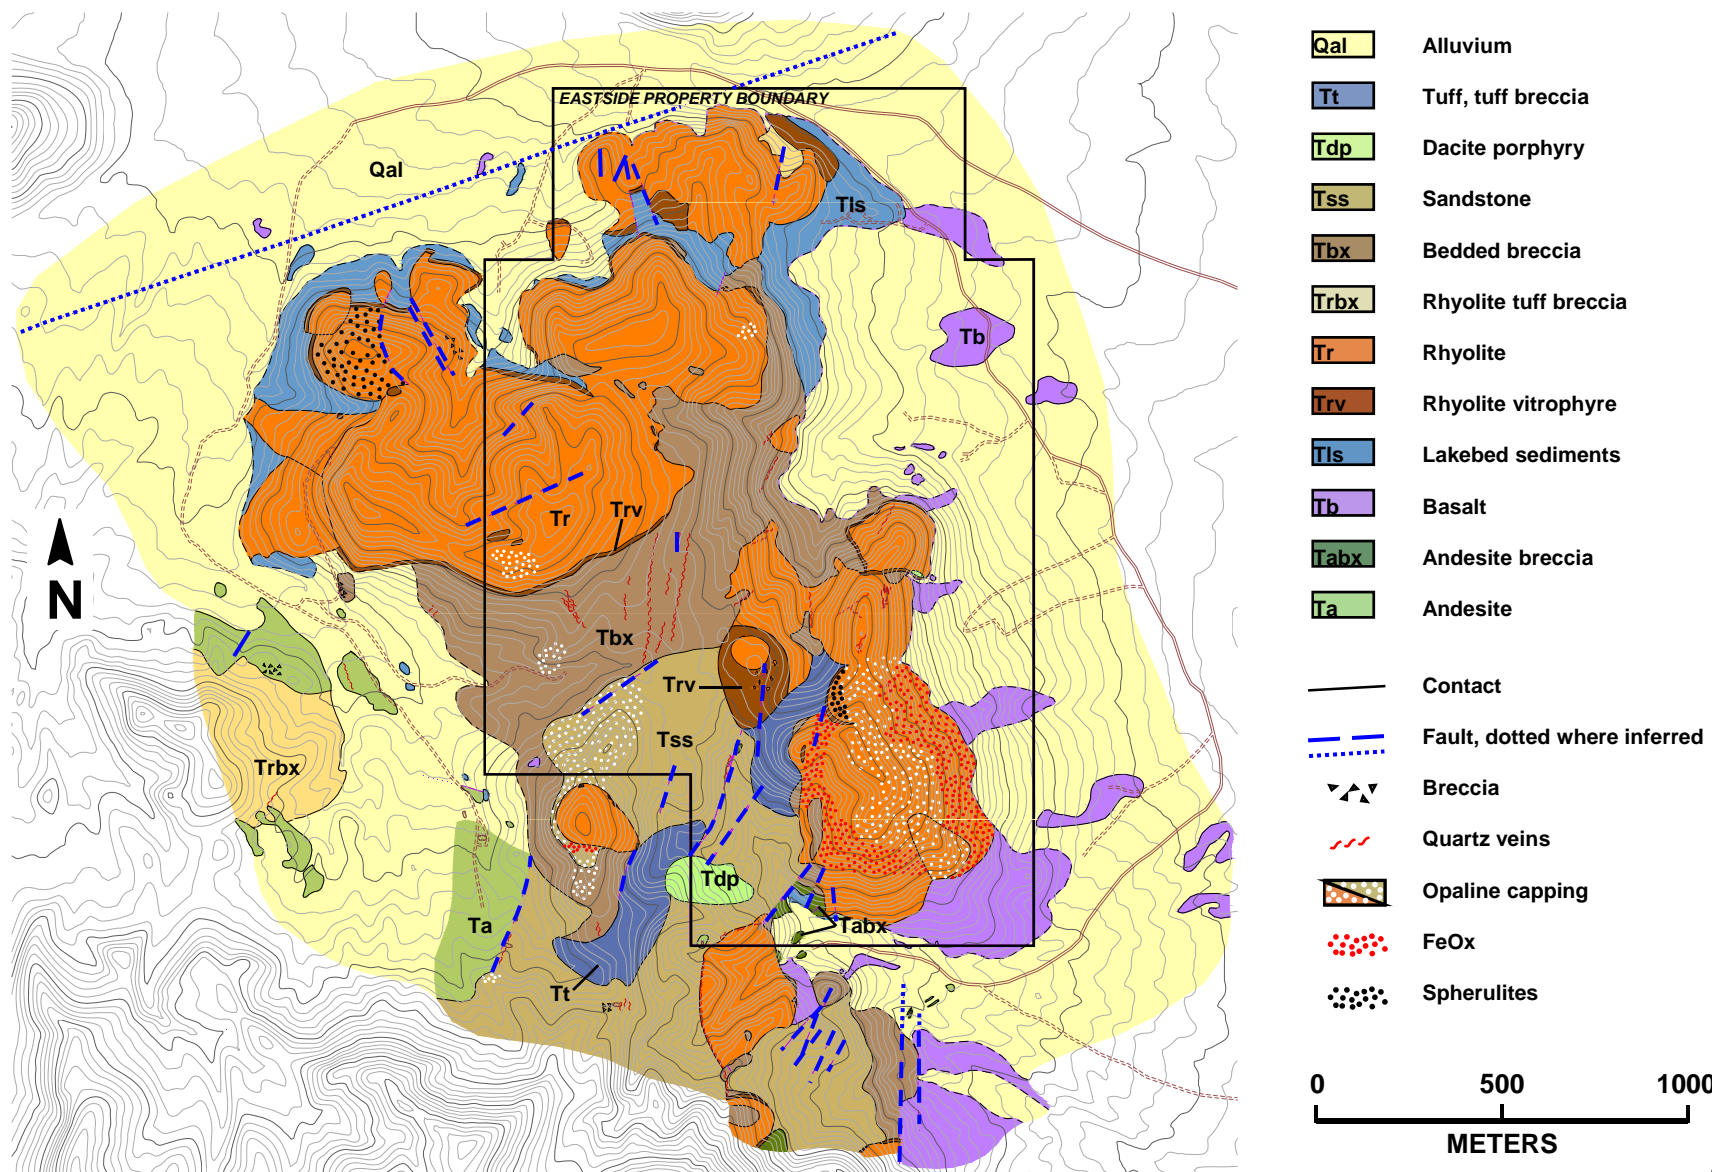 EASTSIDE PROPERTY BOUNDARY
Qal
Tls
Tb
Tr
Trv
Tbx
Trv
Tss
Trbx
Tdp
Ta
Tabx
Tt
N
Qal Alluvium
Tt Tuff, tuff breccia
Tdp Dacite porphyry
Tss Sandstone
Tbx Bedded breccia
Trbx Rhyolite tuff breccia
Tr Rhyolite
Trv Rhyolite vitrophyre
Tls Lakebed sediments
Tb Basalt
Tabx Andesite breccia
Ta Andesite
Contact
Fault, dotted where inferred
Breccia
Quartz veins
Opaline capping
FeOx
Spherulites
0 500 1000
METERS